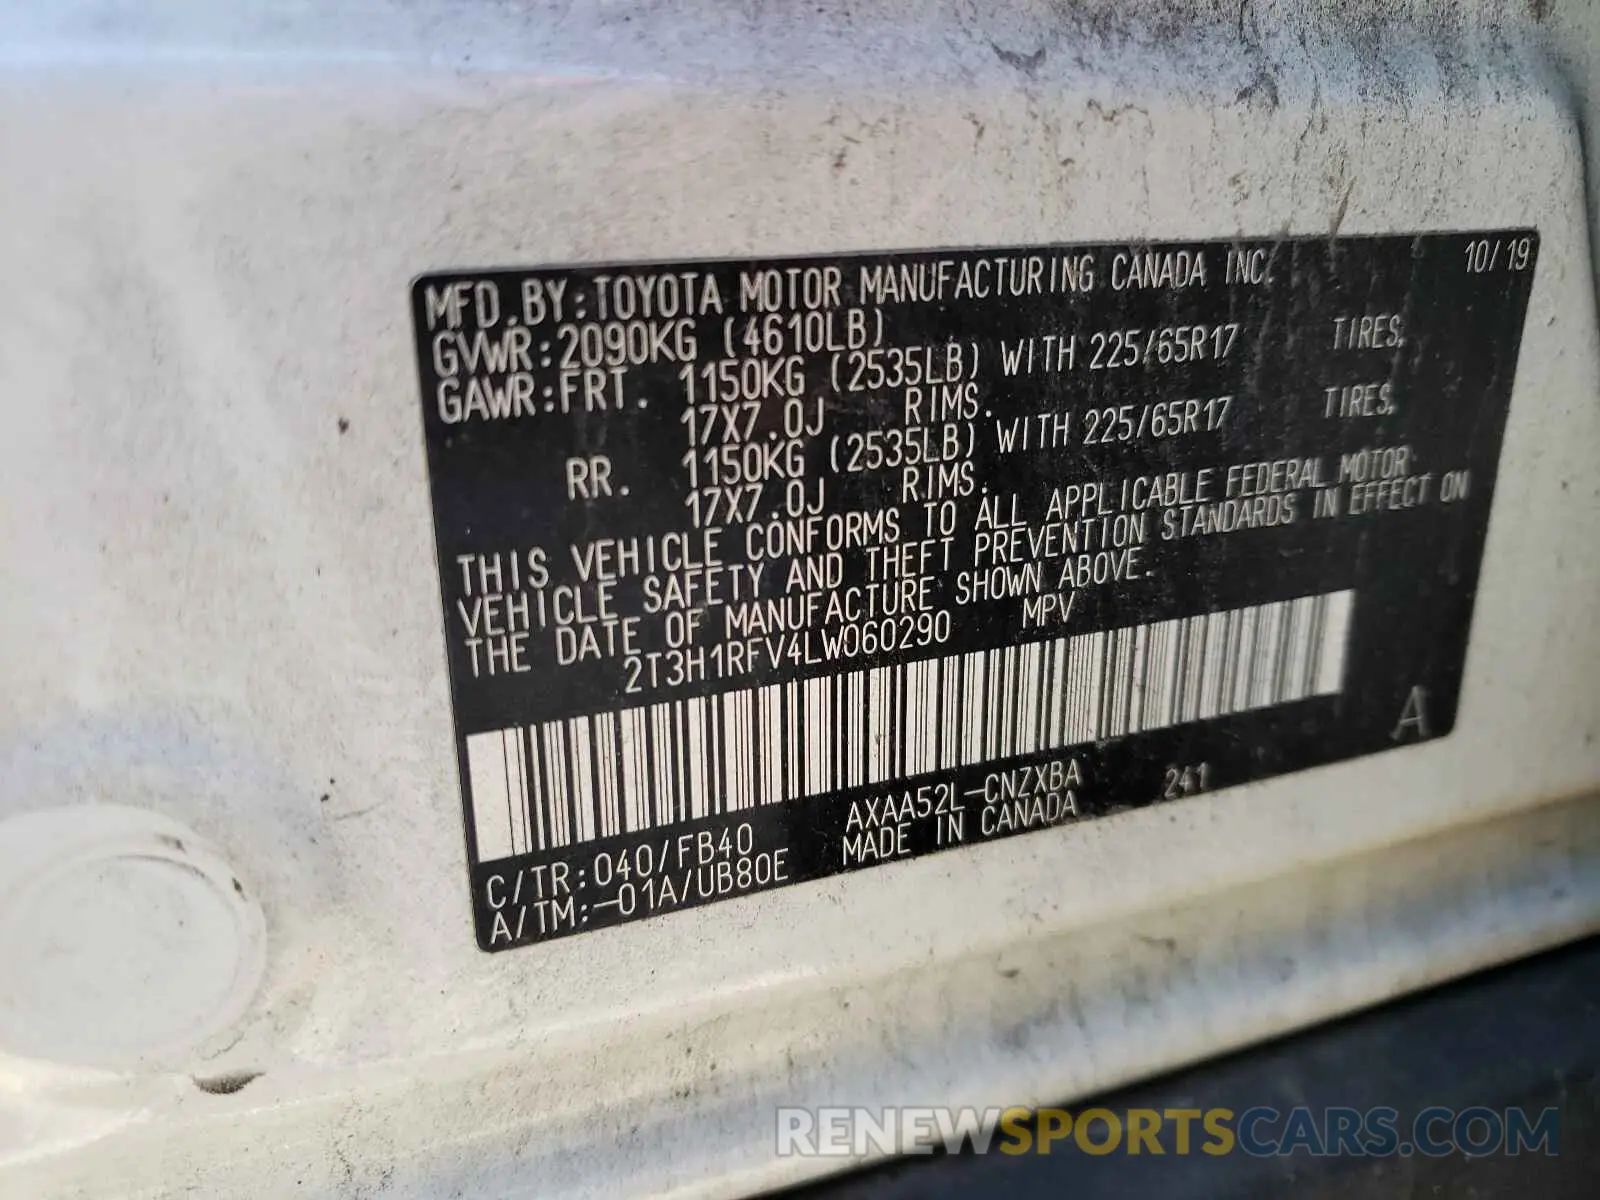 MFD.BY:TOYOTA MOTOR MANUFACTURING CANADA INC. 10/19
GVWR:2090KG (4610LB)
GAWR:FRT. 1150KG (2535LB) WITH 225/65R17 TIRES,
17X7.0J RIMS.
RR. 1150KG (2535LB) WITH 225/65R17 TIRES,
17X7.0J RIMS.
THIS VEHICLE CONFORMS TO ALL APPLICABLE FEDERAL MOTOR
VEHICLE SAFETY AND THEFT PREVENTION STANDARDS IN EFFECT ON
THE DATE OF MANUFACTURE SHOWN ABOVE.
2T3H1RFV4LW060290 MPV
A
C/TR:040/FB40 AXAA52L-CNZXBA 241
A/TM:-01A/UB80E MADE IN CANADA
RENEWSPORTSCARS.COM